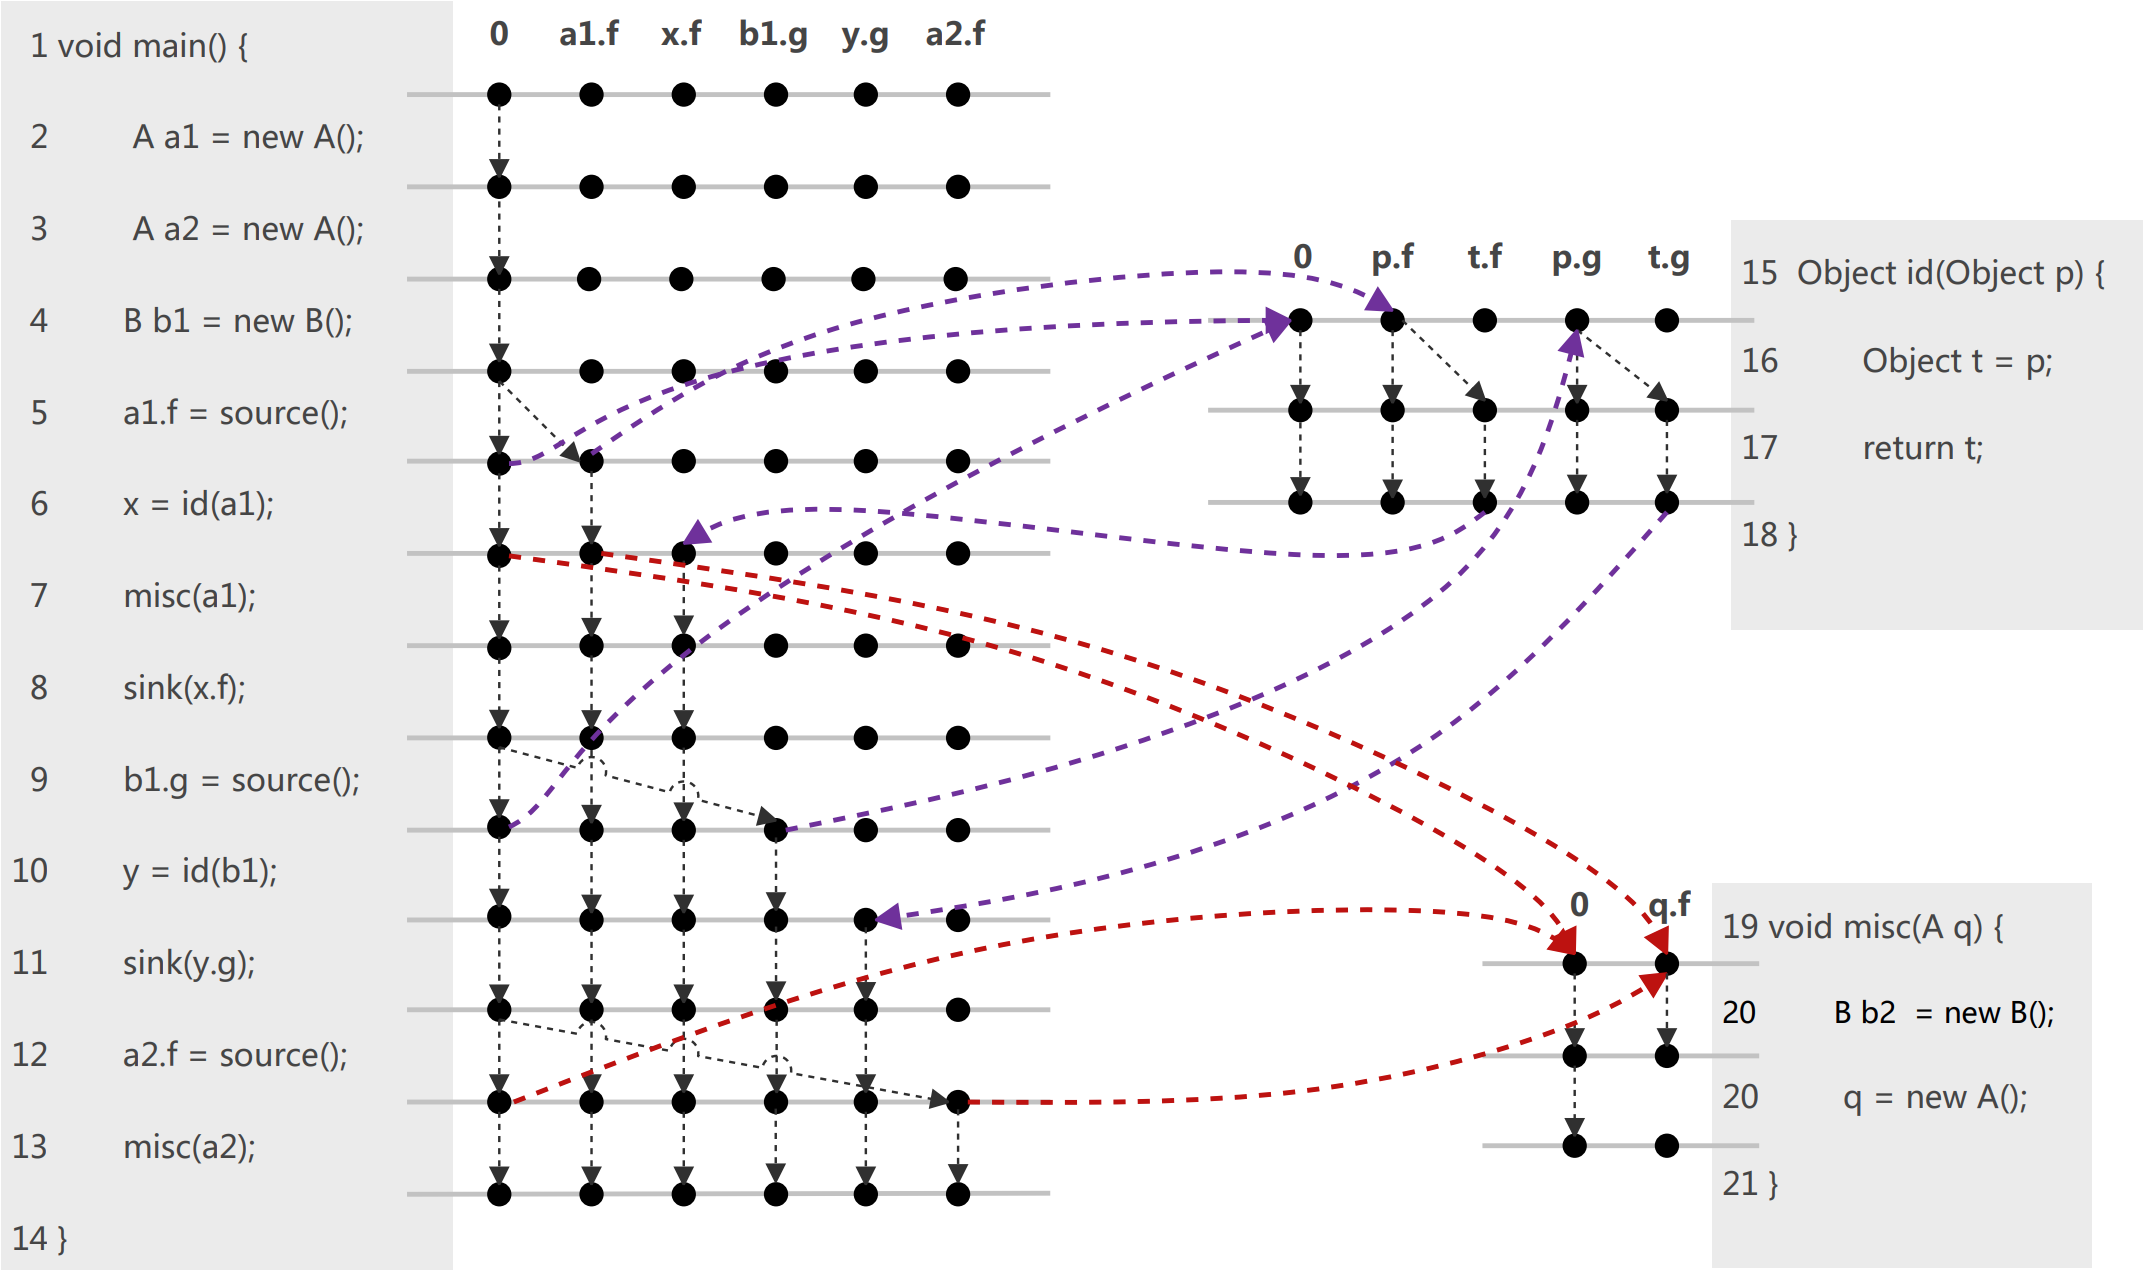 1 void main() {
0 a1.f x.f b1.g y.g a2.f
2 A a1 = new A();
3 A a2 = new A();
4 B b1 = new B();
5 a1.f = source();
6 x = id(a1);
7 misc(a1);
8 sink(x.f);
9 b1.g = source();
10 y = id(b1);
11 sink(y.g);
12 a2.f = source();
13 misc(a2);
14 }
0 p.f t.f p.g t.g
15 Object id(Object p) {
16 Object t = p;
17 return t;
18 }
0 q.f
19 void misc(A q) {
20 B b2 = new B();
20 q = new A();
21 }